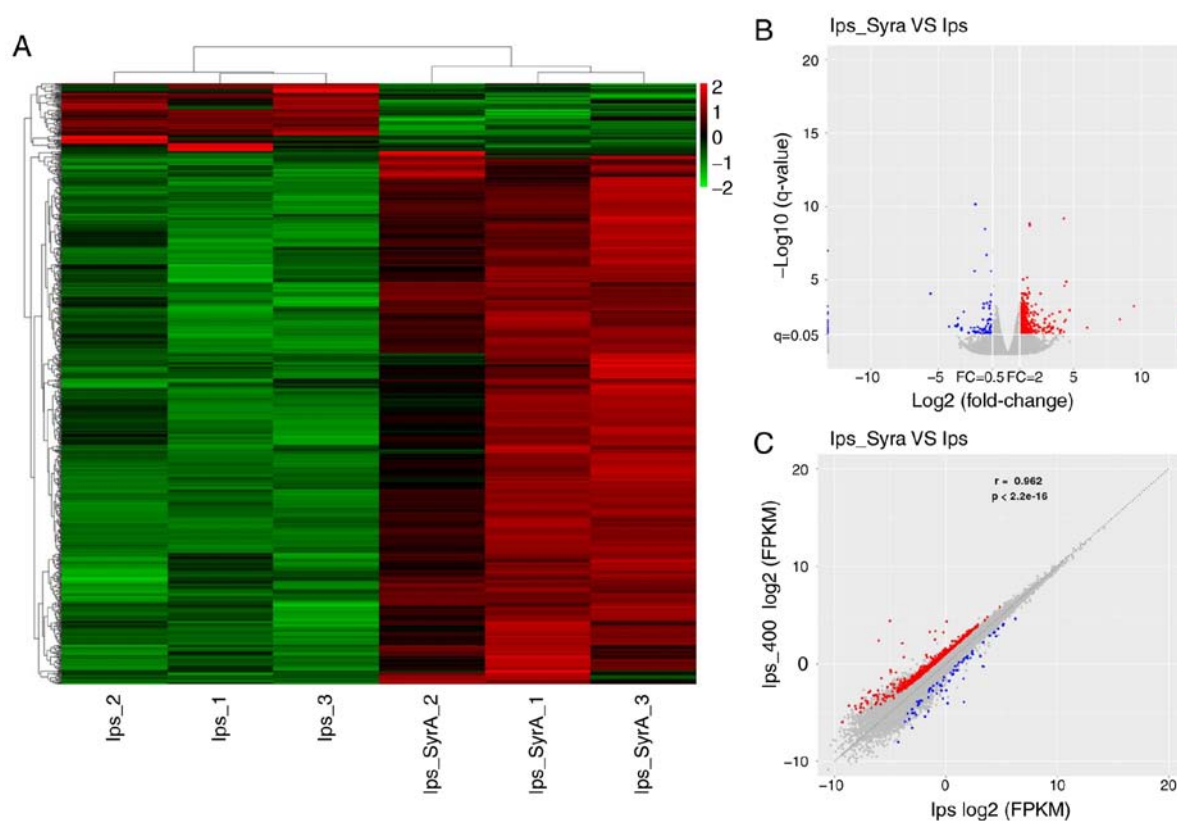 A
2
1
0
−1
−2
lps_2
lps_1
lps_3
lps_SyrA_2
lps_SyrA_1
lps_SyrA_3
B
lps_Syra VS lps
20
15
10
5
q=0.05
−Log10 (q-value)
−10
−5
FC=0.5
FC=2
5
10
Log2 (fold-change)
C
lps_Syra VS lps
r = 0.962
p < 2.2e-16
20
10
0
−10
lps_400 log2 (FPKM)
−10
0
10
20
lps log2 (FPKM)